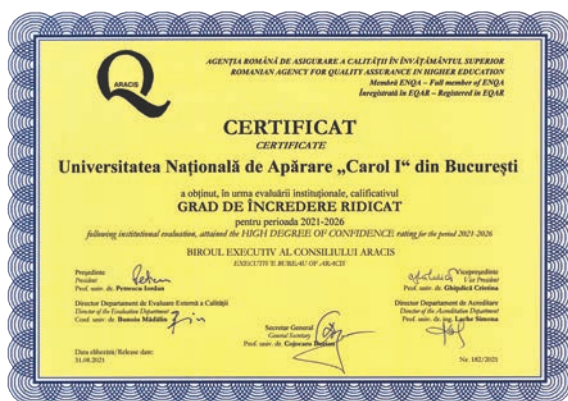 ARACIS
AGENȚIA ROMÂNĂ DE ASIGURARE A CALITĂȚII ÎN ÎNVĂȚĂMÂNTUL SUPERIOR
ROMANIAN AGENCY FOR QUALITY ASSURANCE IN HIGHER EDUCATION
Membră ENQA – Full member of ENQA
Înregistrată în EQAR – Registered in EQAR
CERTIFICAT
CERTIFICATE
Universitatea Națională de Apărare „Carol I” din București
a obținut, în urma evaluării instituționale, calificativul
GRAD DE ÎNCREDERE RIDICAT
pentru perioada 2021-2026
following institutional evaluation, attained the HIGH DEGREE OF CONFIDENCE rating for the period 2021-2026
BIROUL EXECUTIV AL CONSILIULUI ARACIS
EXECUTIVE BUREAU OF ARACIS
Președinte
President
Prof. univ. dr. Petrescu Iordan
Vicepreședinte
Vice President
Prof. univ. dr. Ghipdici Cristina
Director Departament de Evaluare Externă a Calității
Director of the Evaluation Department
Conf. univ. dr. Bunoiu Mădălin
Director Departament de Acreditare
Director of the Accreditation Department
Prof. univ. dr. ing. Lache Simona
Secretar General
General Secretary
Prof. univ. dr. Cojocaru
Data eliberării/Release date:
31.08.2021
Nr. 182/2021